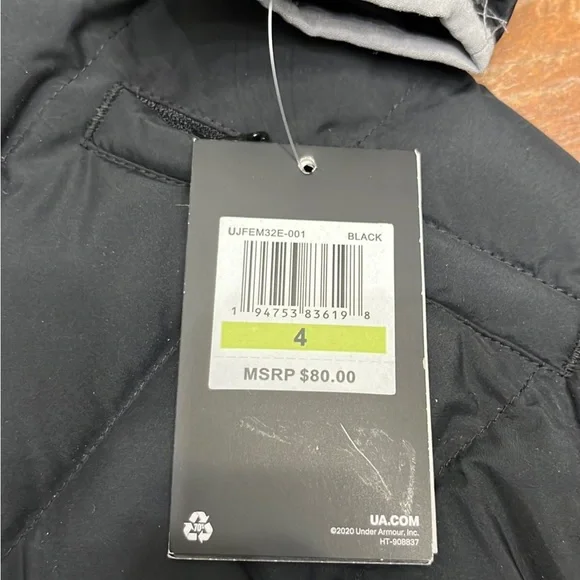 UJFEM32E-001 BLACK
1 94753 83619 8
4
MSRP $80.00
UA.COM
©2020 Under Armour, Inc.
HT-908837